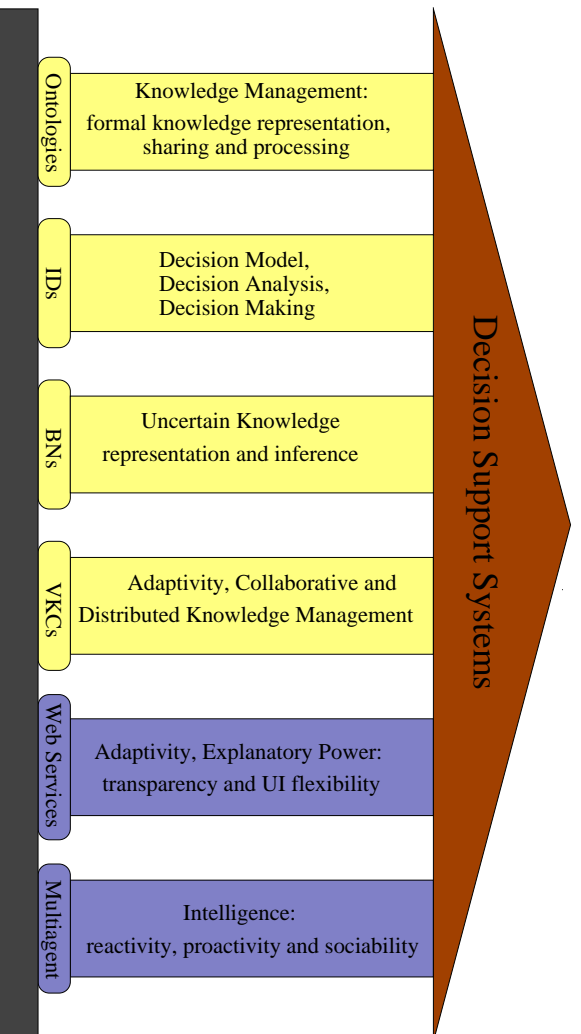 Ontologies
Knowledge Management:
formal knowledge representation,
sharing and processing
IDs
Decision Model,
Decision Analysis,
Decision Making
BNs
Uncertain Knowledge
representation and inference
VKCs
Adaptivity, Collaborative and
Distributed Knowledge Management
Web Services
Adaptivity, Explanatory Power:
transparency and UI flexibility
Multiagent
Intelligence:
reactivity, proactivity and sociability
Decision Support Systems